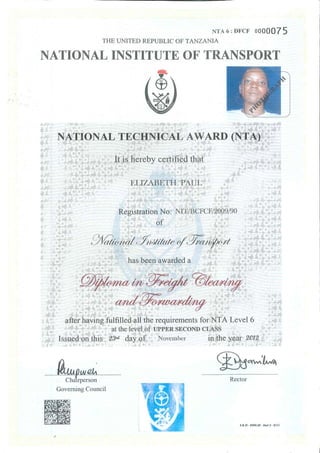 NTA 6 : DFCF 0000075
THE UNITED REPUBLIC OF TANZANIA
NATIONAL INSTITUTE OF TRANSPORT
NATIONAL TECHNICAL AWARD (NTA)
It is hereby certified that
ELIZABETH PAUL
Registration No: NIT/BCFCF/2009/90
of
National Institute of Transport
has been awarded a
Diploma in Freight Clearing
and Forwarding
after having fulfilled all the requirements for NTA Level 6
at the level of UPPER SECOND CLASS
Issued on this 23rd day of November in the year 2012
Chairperson
Governing Council
Rector